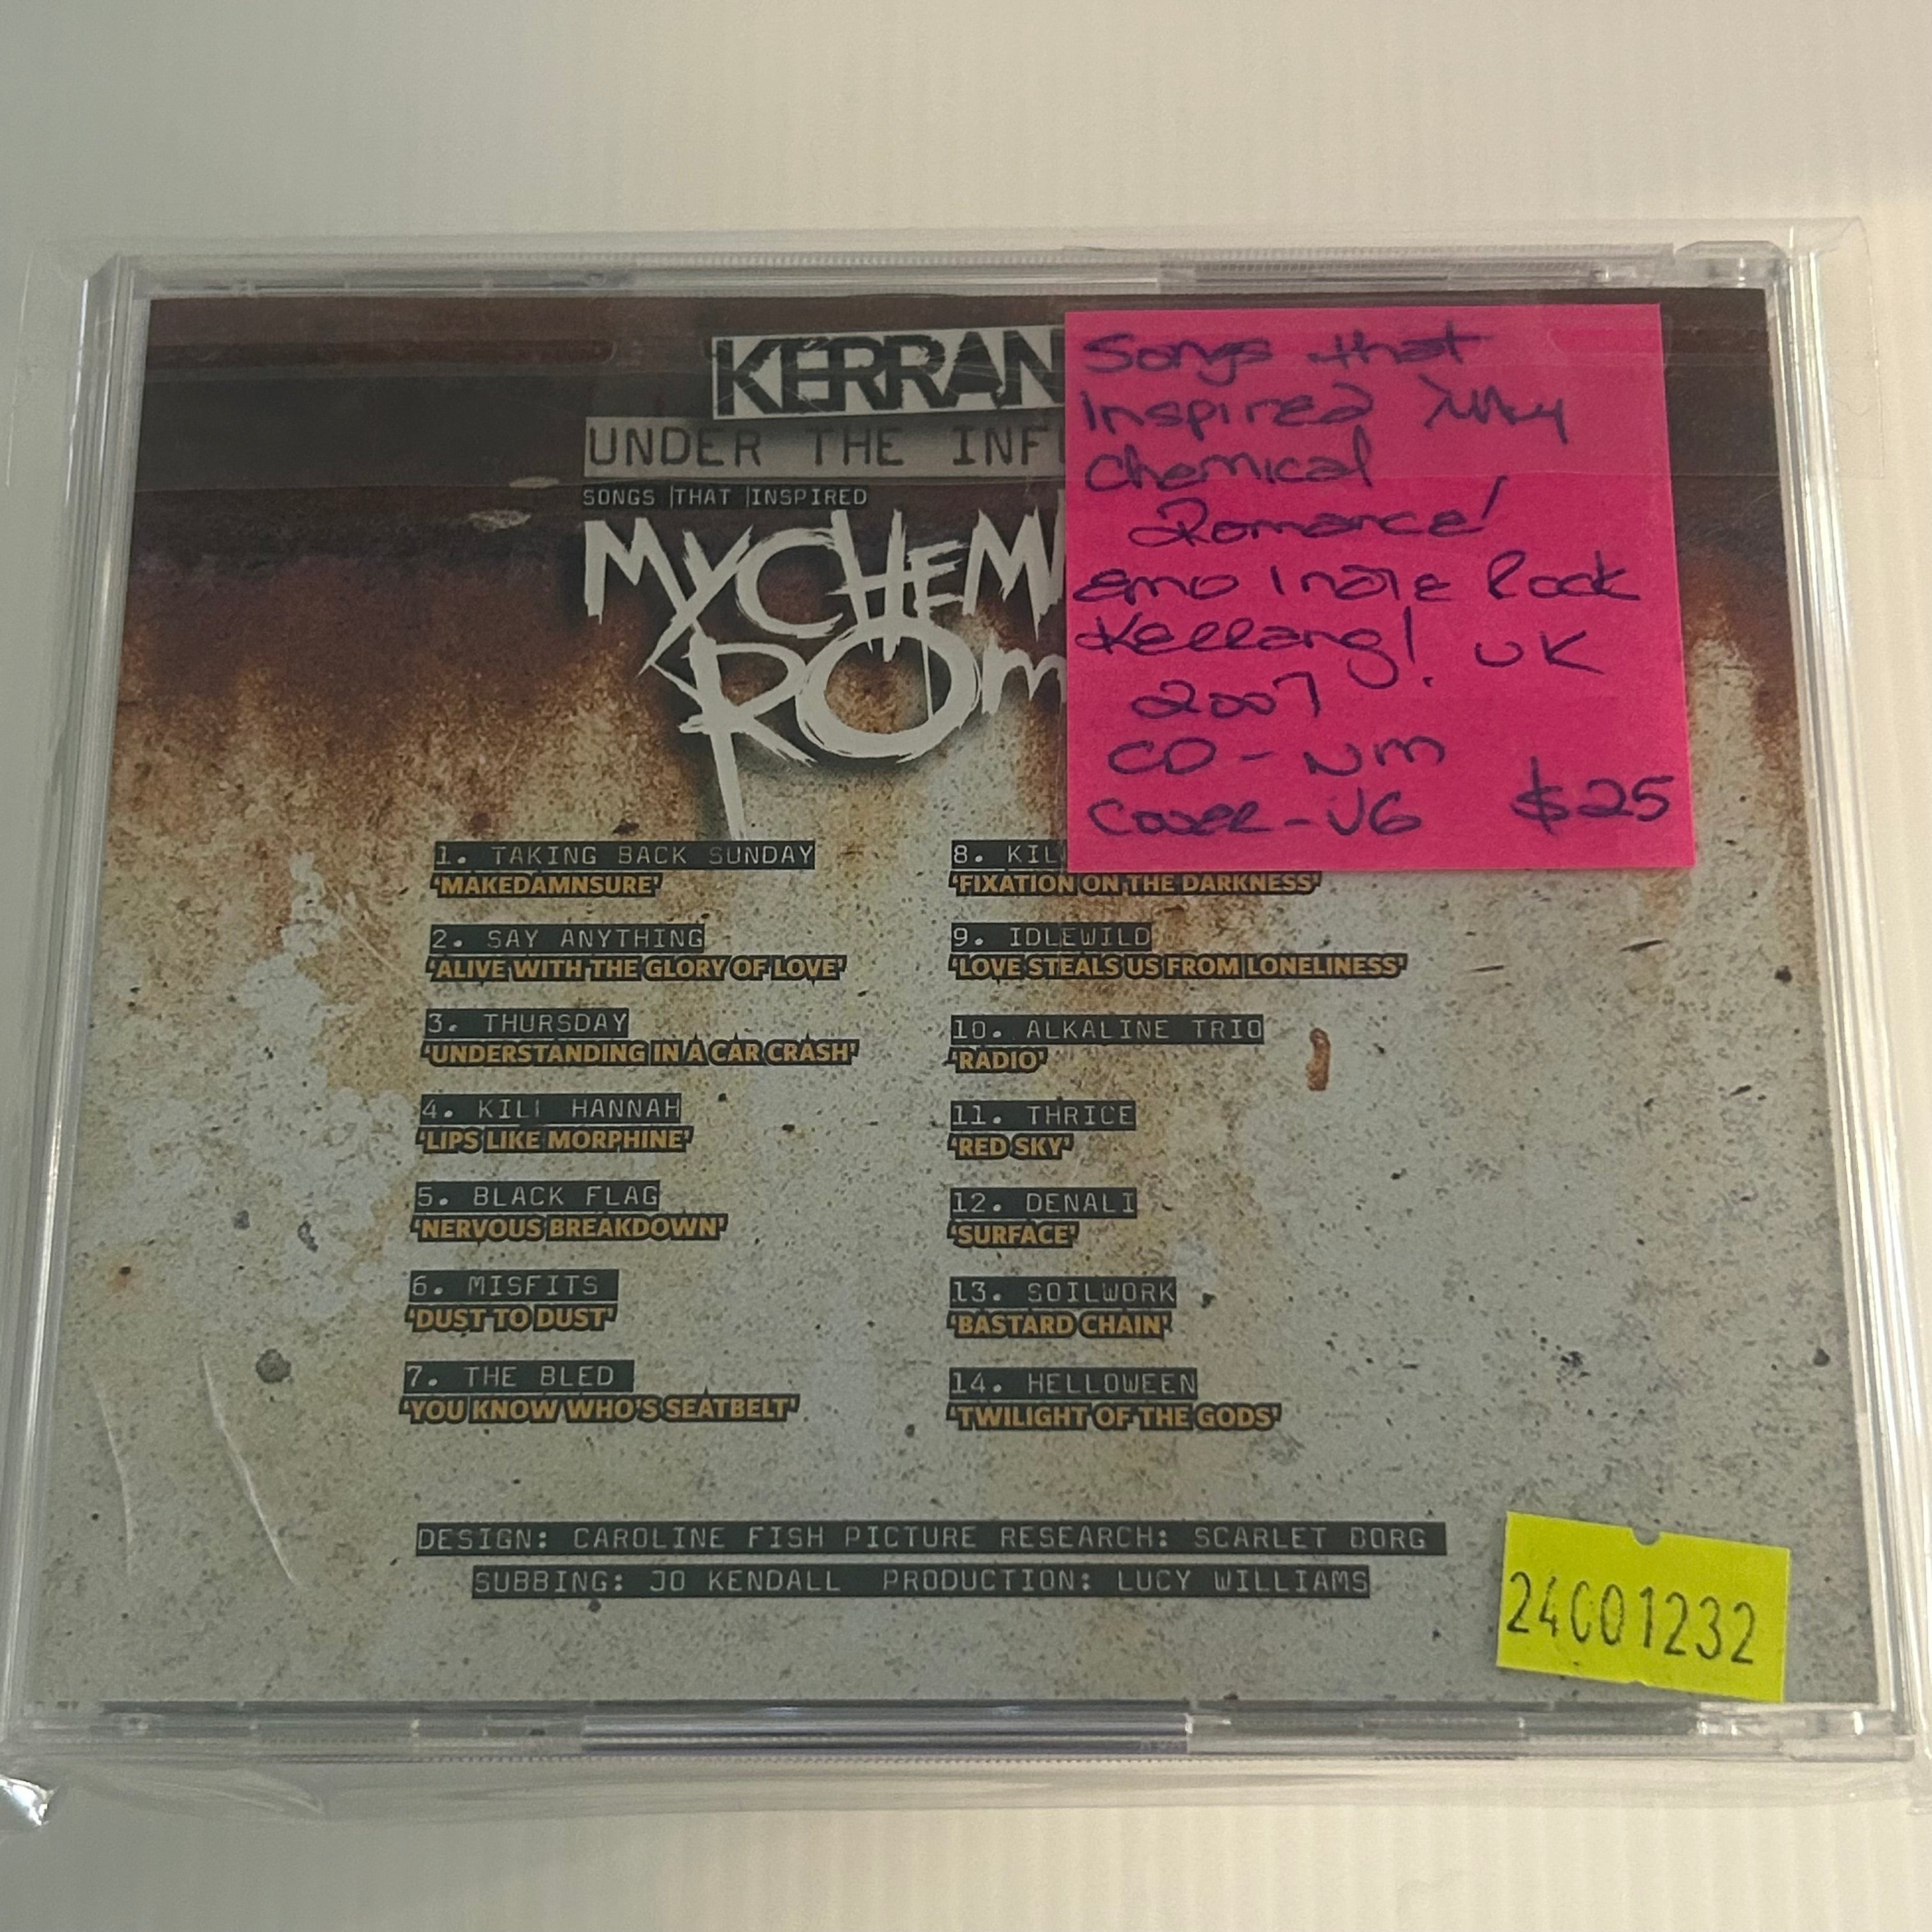 KERRAN
UNDER THE INFL
SONGS THAT INSPIRED
MY CHEMI
ROM
Songs that
Inspired My
Chemical
Romance!
emo Indie Rock
Kerrang! UK
2007
CD - NM
Cover - VG $25
1. TAKING BACK SUNDAY
'MAKEDAMNSURE'
2. SAY ANYTHING
'ALIVE WITH THE GLORY OF LOVE'
3. THURSDAY
'UNDERSTANDING IN A CAR CRASH'
4. KILL HANNAH
'LIPS LIKE MORPHINE'
5. BLACK FLAG
'NERVOUS BREAKDOWN'
6. MISFITS
'DUST TO DUST'
7. THE BLED
'YOU KNOW WHO'S SEATBELT'
8. KIL
'FIXATION ON THE DARKNESS'
9. IDLEWILD
'LOVE STEALS US FROM LONELINESS'
10. ALKALINE TRIO
'RADIO'
11. THRICE
'RED SKY'
12. DENALI
'SURFACE'
13. SOILWORK
'BASTARD CHAIN'
14. HELLOWEEN
'TWILIGHT OF THE GODS'
DESIGN: CAROLINE FISH PICTURE RESEARCH: SCARLET BORG
SUBBING: JO KENDALL PRODUCTION: LUCY WILLIAMS
24C01232